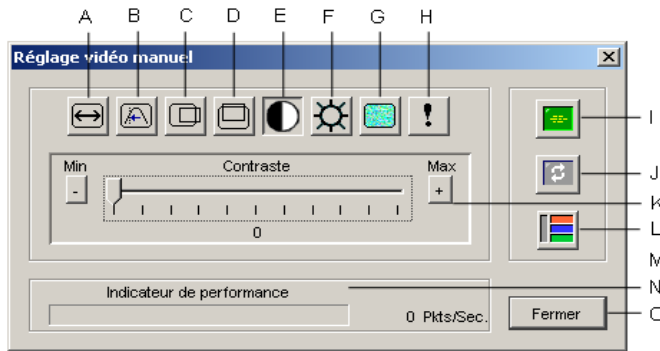 A B C D E F G H
Réglage vidéo manuel
I
Min Contraste Max
- +
J
K
0
L
M
Indicateur de performance
N
0 Pkts/Sec.
Fermer
O